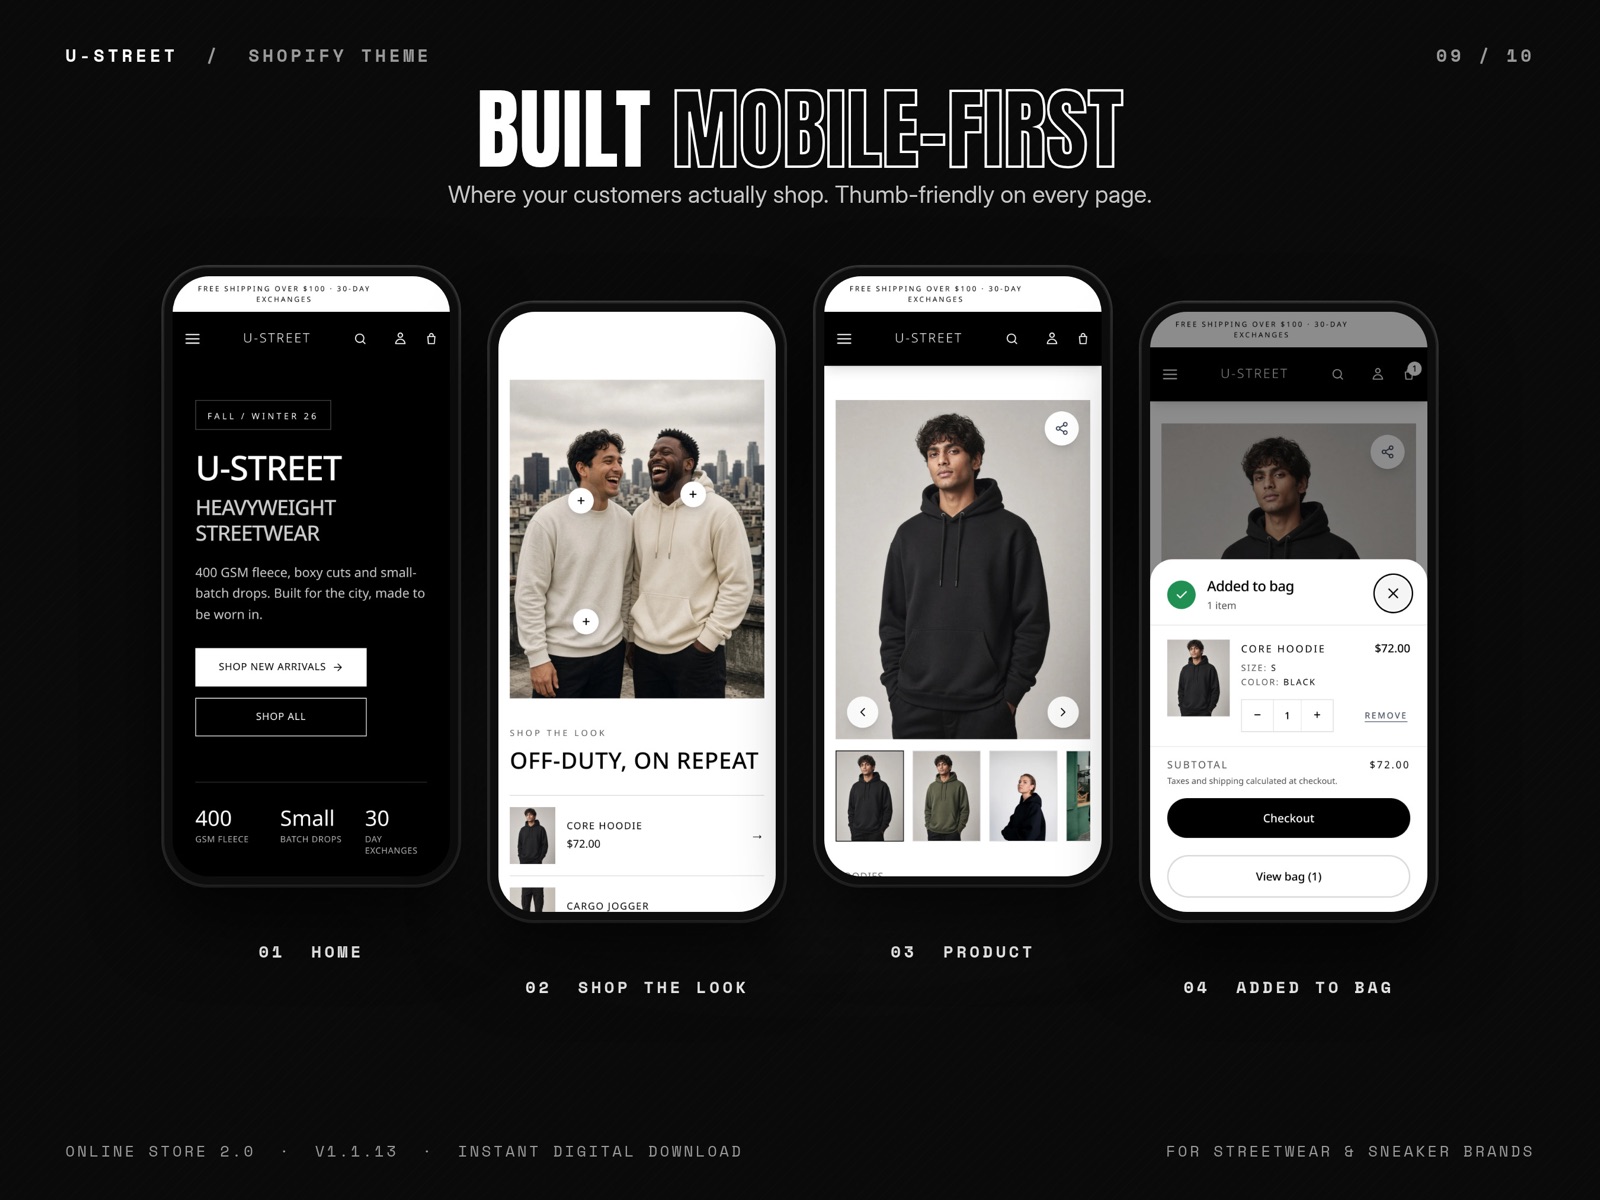 U-STREET / SHOPIFY THEME
09 / 10
BUILT MOBILE-FIRST
Where your customers actually shop. Thumb-friendly on every page.
FREE SHIPPING OVER $100 · 30-DAY
EXCHANGES
U-STREET
FALL / WINTER 26
U-STREET
HEAVYWEIGHT
STREETWEAR
400 GSM fleece, boxy cuts and small-
batch drops. Built for the city, made to
be worn in.
SHOP NEW ARRIVALS →
SHOP ALL
400
GSM FLEECE
Small
BATCH DROPS
30
DAY
EXCHANGES
01 HOME
SHOP THE LOOK
OFF-DUTY, ON REPEAT
CORE HOODIE
$72.00 →
CARGO JOGGER
02 SHOP THE LOOK
FREE SHIPPING OVER $100 · 30-DAY
EXCHANGES
U-STREET
03 PRODUCT
FREE SHIPPING OVER $100 · 30-DAY
EXCHANGES
U-STREET
1
Added to bag
1 item
CORE HOODIE $72.00
SIZE: S
COLOR: BLACK
− 1 + REMOVE
SUBTOTAL $72.00
Taxes and shipping calculated at checkout.
Checkout
View bag (1)
04 ADDED TO BAG
ONLINE STORE 2.0 · V1.1.13 · INSTANT DIGITAL DOWNLOAD
FOR STREETWEAR & SNEAKER BRANDS